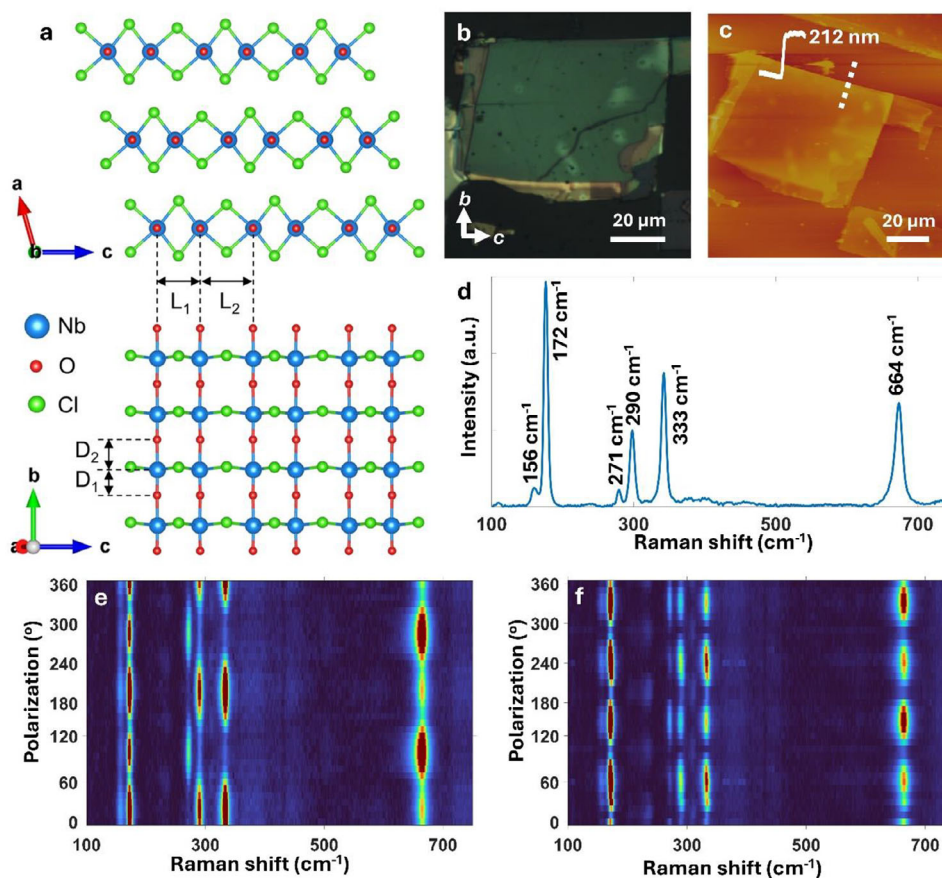 a
a
b
c
L1
L2
Nb
O
Cl
D2
D1
b
a
c
b
b
c
20 µm
c
212 nm
20 µm
d
Intensity (a.u.)
156 cm-1
172 cm-1
271 cm-1
290 cm-1
333 cm-1
664 cm-1
100
300
500
700
Raman shift (cm-1)
e
Polarization (°)
360
300
240
180
120
60
0
100
300
500
700
Raman shift (cm-1)
f
Polarization (°)
360
300
240
180
120
60
0
100
300
500
700
Raman shift (cm-1)